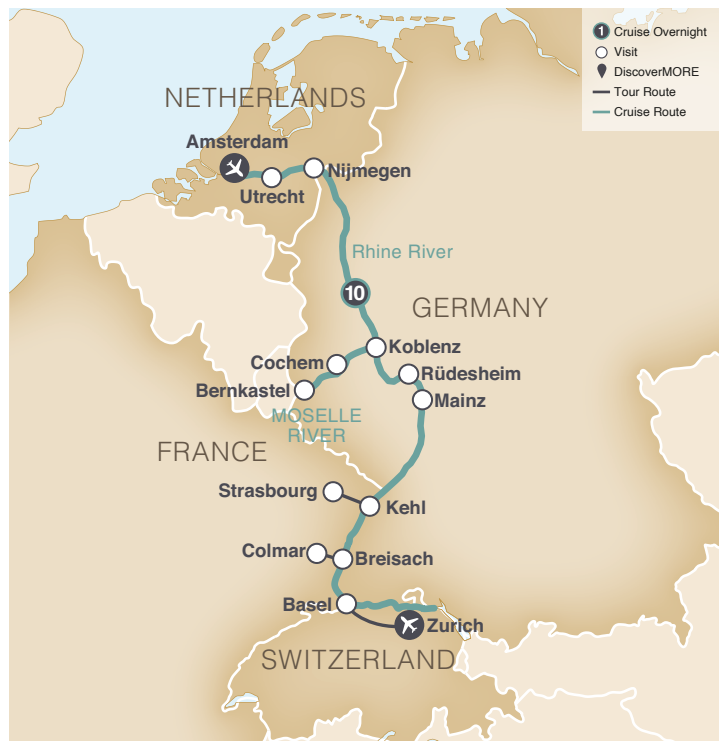 1 Cruise Overnight
Visit
DiscoverMORE
Tour Route
Cruise Route
NETHERLANDS
Amsterdam
Nijmegen
Utrecht
Rhine River
10
GERMANY
Koblenz
Cochem
Rüdesheim
Bernkastel
Mainz
MOSELLE
RIVER
FRANCE
Strasbourg
Kehl
Colmar
Breisach
Basel
Zurich
SWITZERLAND